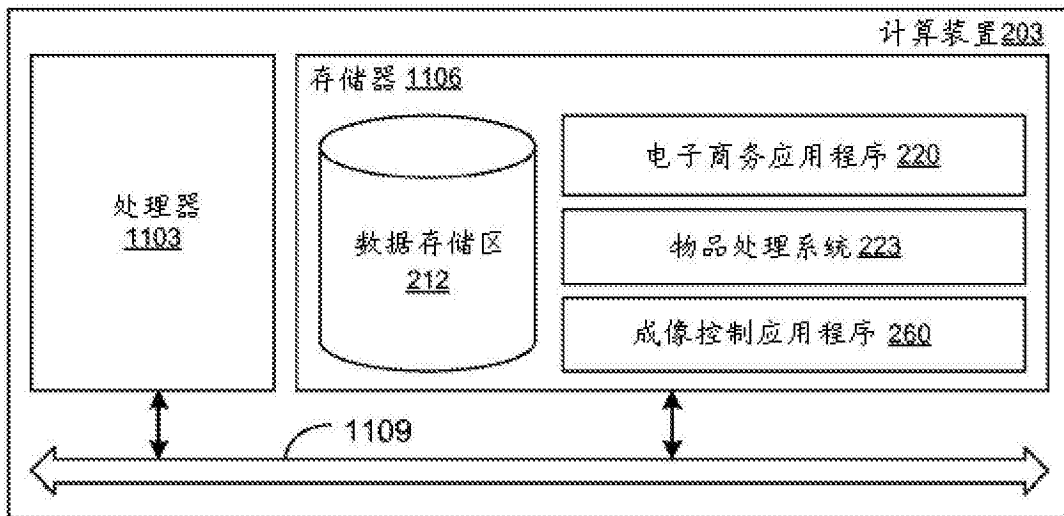 计算装置203
存储器 1106
处理器
1103
数据存储区
212
电子商务应用程序 220
物品处理系统 223
成像控制应用程序 260
1109